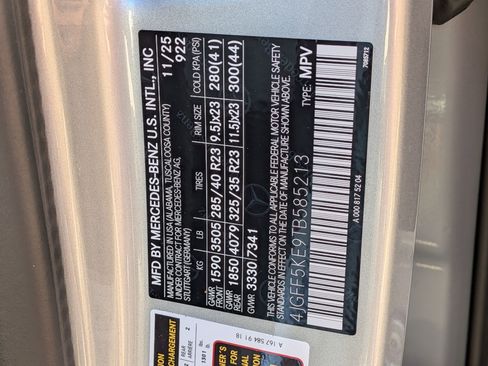 MFD BY MERCEDES-BENZ U.S. INTL., INC
MANUFACTURED IN USA (ALABAMA, TUSCALOOSA COUNTY)
UNDER CONTRACT FOR MERCEDES-BENZ AG,
STUTTGART (GERMANY)
11/25
922
KG LB TIRES RIM SIZE COLD KPA (PSI)
GAWR FRONT 1590 3505 285/40 R23 9.5Jx23 280(41)
GAWR REAR 1850 4079 325/35 R23 11.5Jx23 300(44)
GVWR 3330 7341
THIS VEHICLE CONFORMS TO ALL APPLICABLE FEDERAL MOTOR VEHICLE SAFETY
STANDARDS IN EFFECT ON THE DATE OF MANUFACTURE SHOWN ABOVE.
4JGFF5KE9TB585213 TYPE: MPV
A 000 817 52 04
A 167 584 91 18